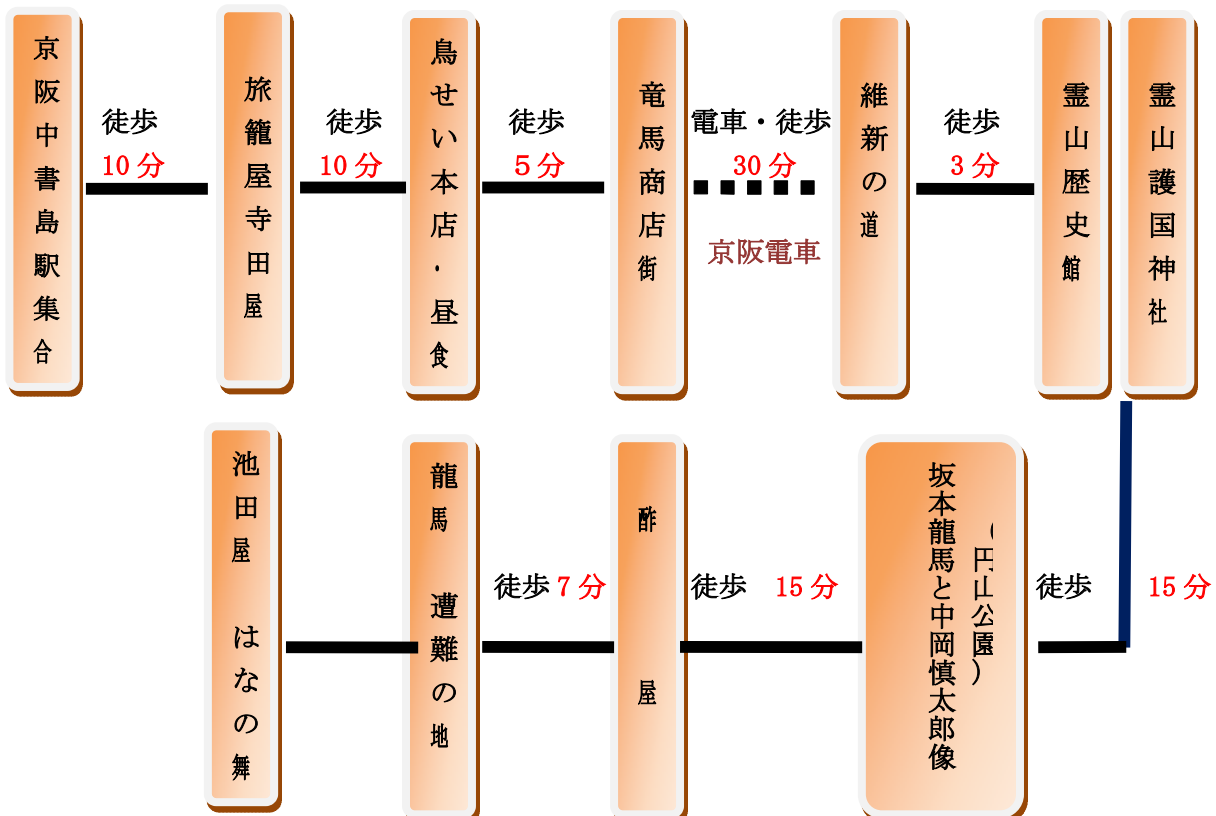 京阪中書島駅集合
徒歩
10分
旅籠屋寺田屋
徒歩
10分
鳥せい本店・昼食
徒歩
5分
竜馬商店街
電車・徒歩
30分
京阪電車
維新の道
徒歩
3分
霊山歴史館
霊山護国神社
徒歩 15分
坂本龍馬と中岡慎太郎像
（円山公園）
徒歩 15分
酢屋
徒歩7分
龍馬 遭難の地
池田屋 はなの舞